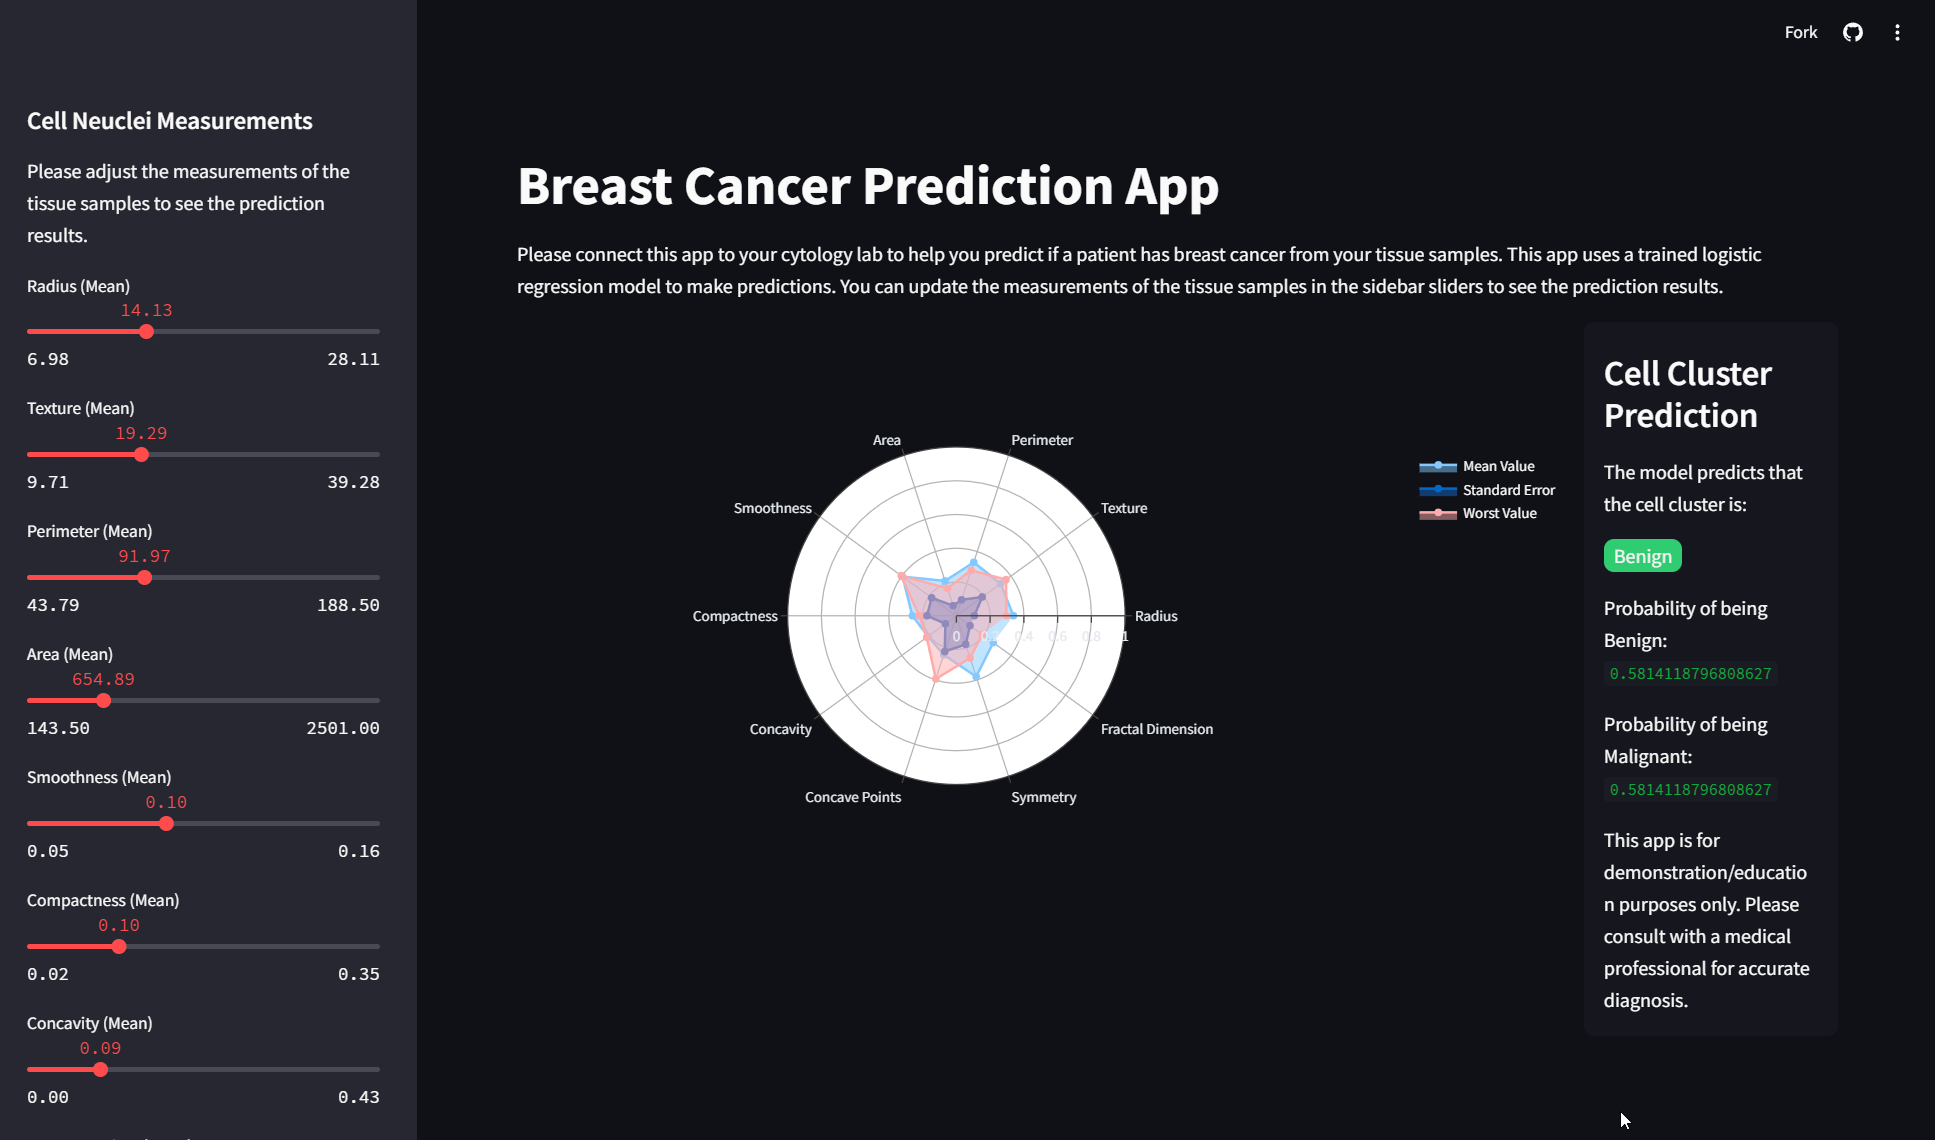 Fork
Cell Neuclei Measurements
Please adjust the measurements of the
tissue samples to see the prediction
results.
Radius (Mean)
14.13
6.98 28.11
Texture (Mean)
19.29
9.71 39.28
Perimeter (Mean)
91.97
43.79 188.50
Area (Mean)
654.89
143.50 2501.00
Smoothness (Mean)
0.10
0.05 0.16
Compactness (Mean)
0.10
0.02 0.35
Concavity (Mean)
0.09
0.00 0.43
Breast Cancer Prediction App
Please connect this app to your cytology lab to help you predict if a patient has breast cancer from your tissue samples. This app uses a trained logistic
regression model to make predictions. You can update the measurements of the tissue samples in the sidebar sliders to see the prediction results.
Area Perimeter
Smoothness Texture
Compactness Radius
0 0.4 0.6 0.8 1
Concavity Fractal Dimension
Concave Points Symmetry
Mean Value
Standard Error
Worst Value
Cell Cluster
Prediction
The model predicts that
the cell cluster is:
Benign
Probability of being
Benign:
0.5814118796808627
Probability of being
Malignant:
0.5814118796808627
This app is for
demonstration/educatio
n purposes only. Please
consult with a medical
professional for accurate
diagnosis.